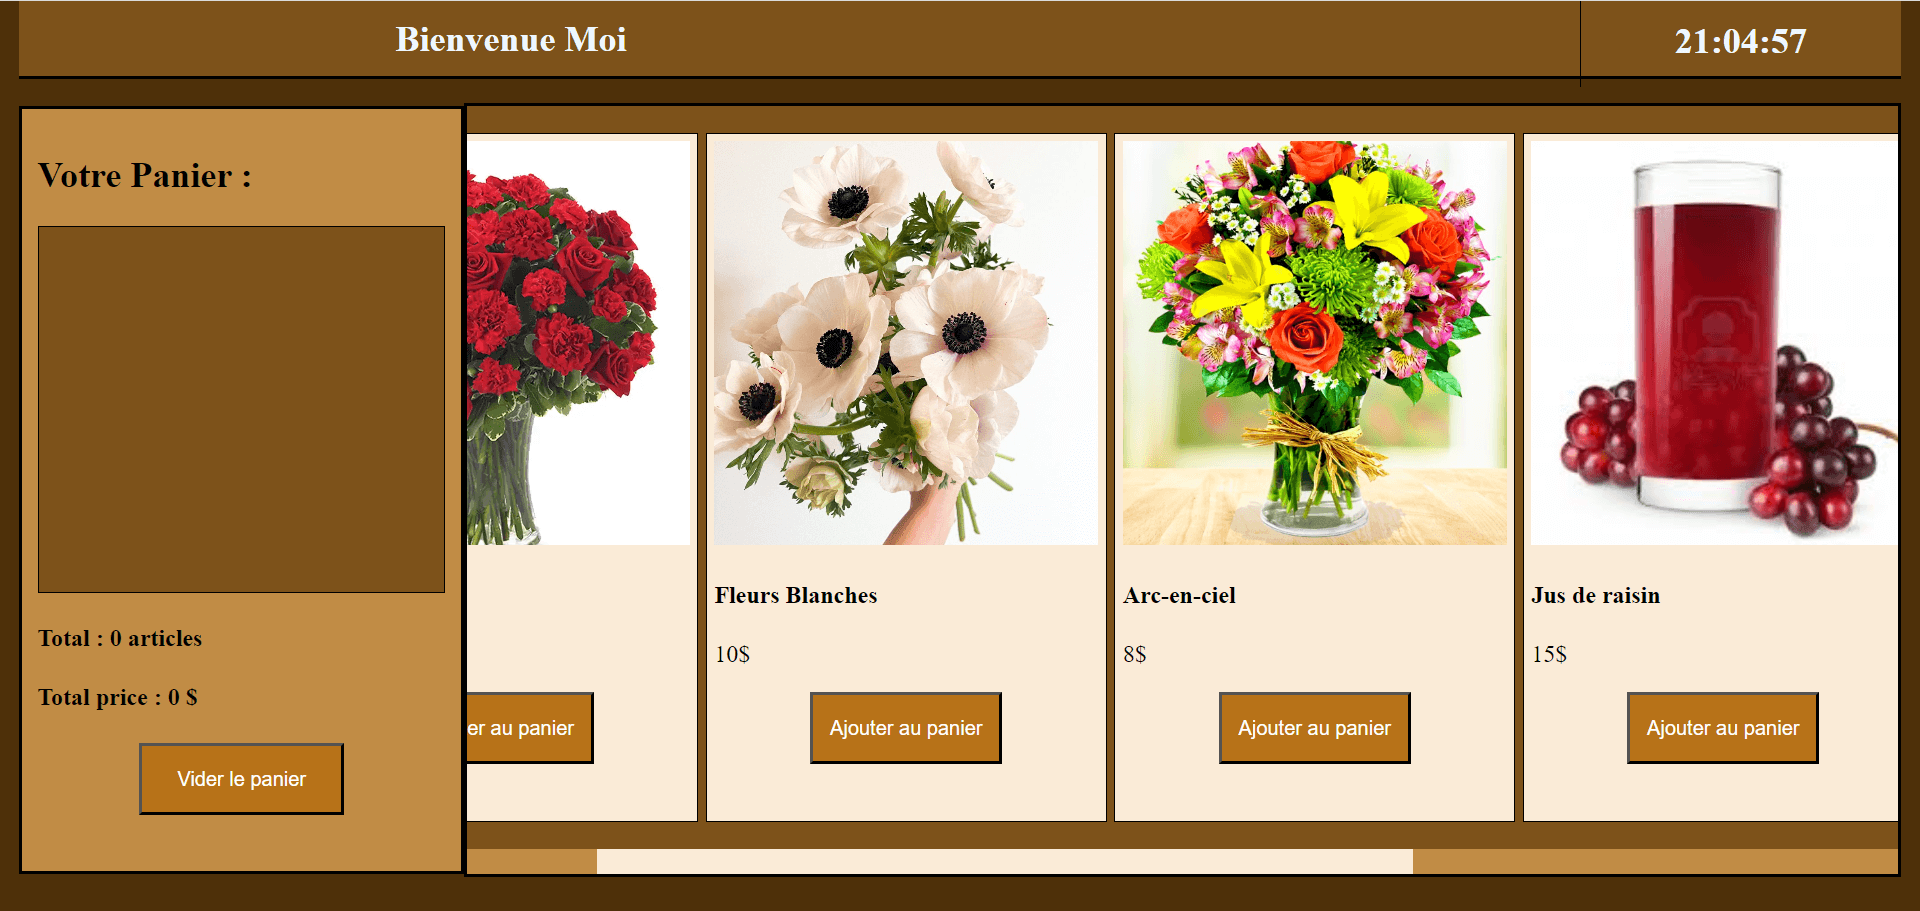 Bienvenue Moi
21:04:57
Votre Panier :
Total : 0 articles
Total price : 0 $
Vider le panier
er au panier
Fleurs Blanches
10$
Ajouter au panier
Arc-en-ciel
8$
Ajouter au panier
Jus de raisin
15$
Ajouter au panier